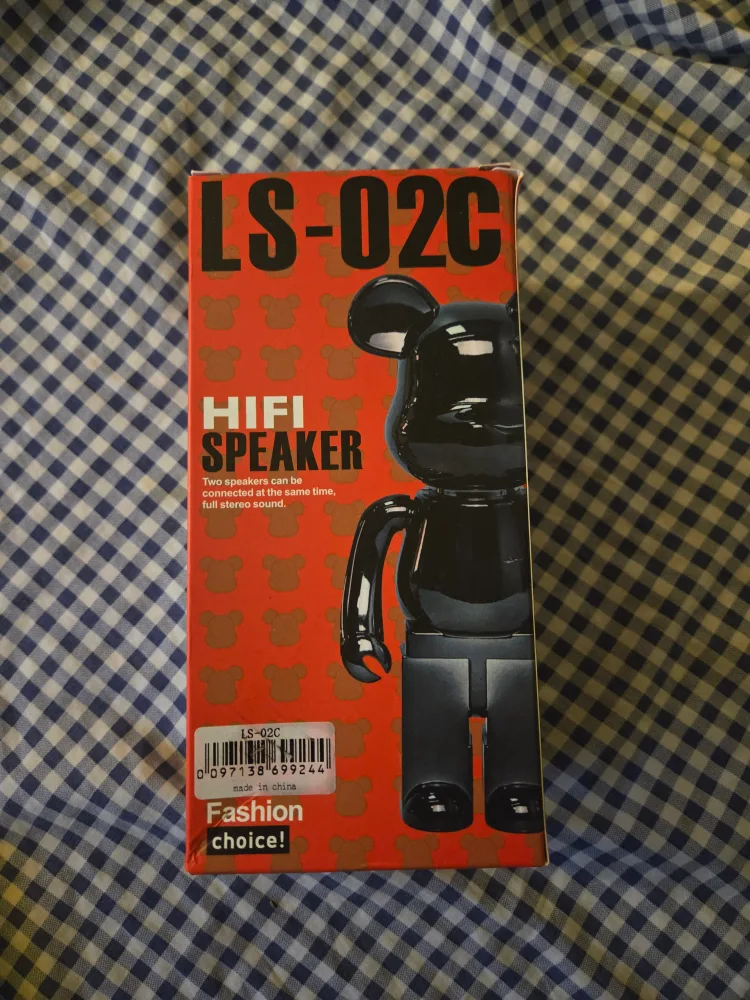 LS-02C
HIFI
SPEAKER
Two speakers can be
connected at the same time,
full stereo sound.
LS-02C
0 097138 699244
made in china
Fashion
choice!